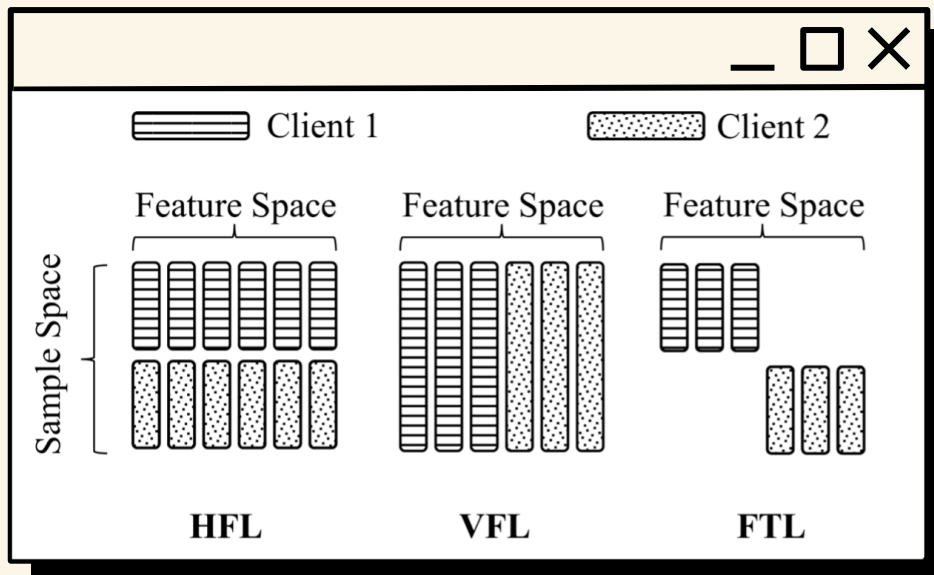 Client 1
Client 2
Feature Space
Feature Space
Feature Space
Sample Space
HFL
VFL
FTL